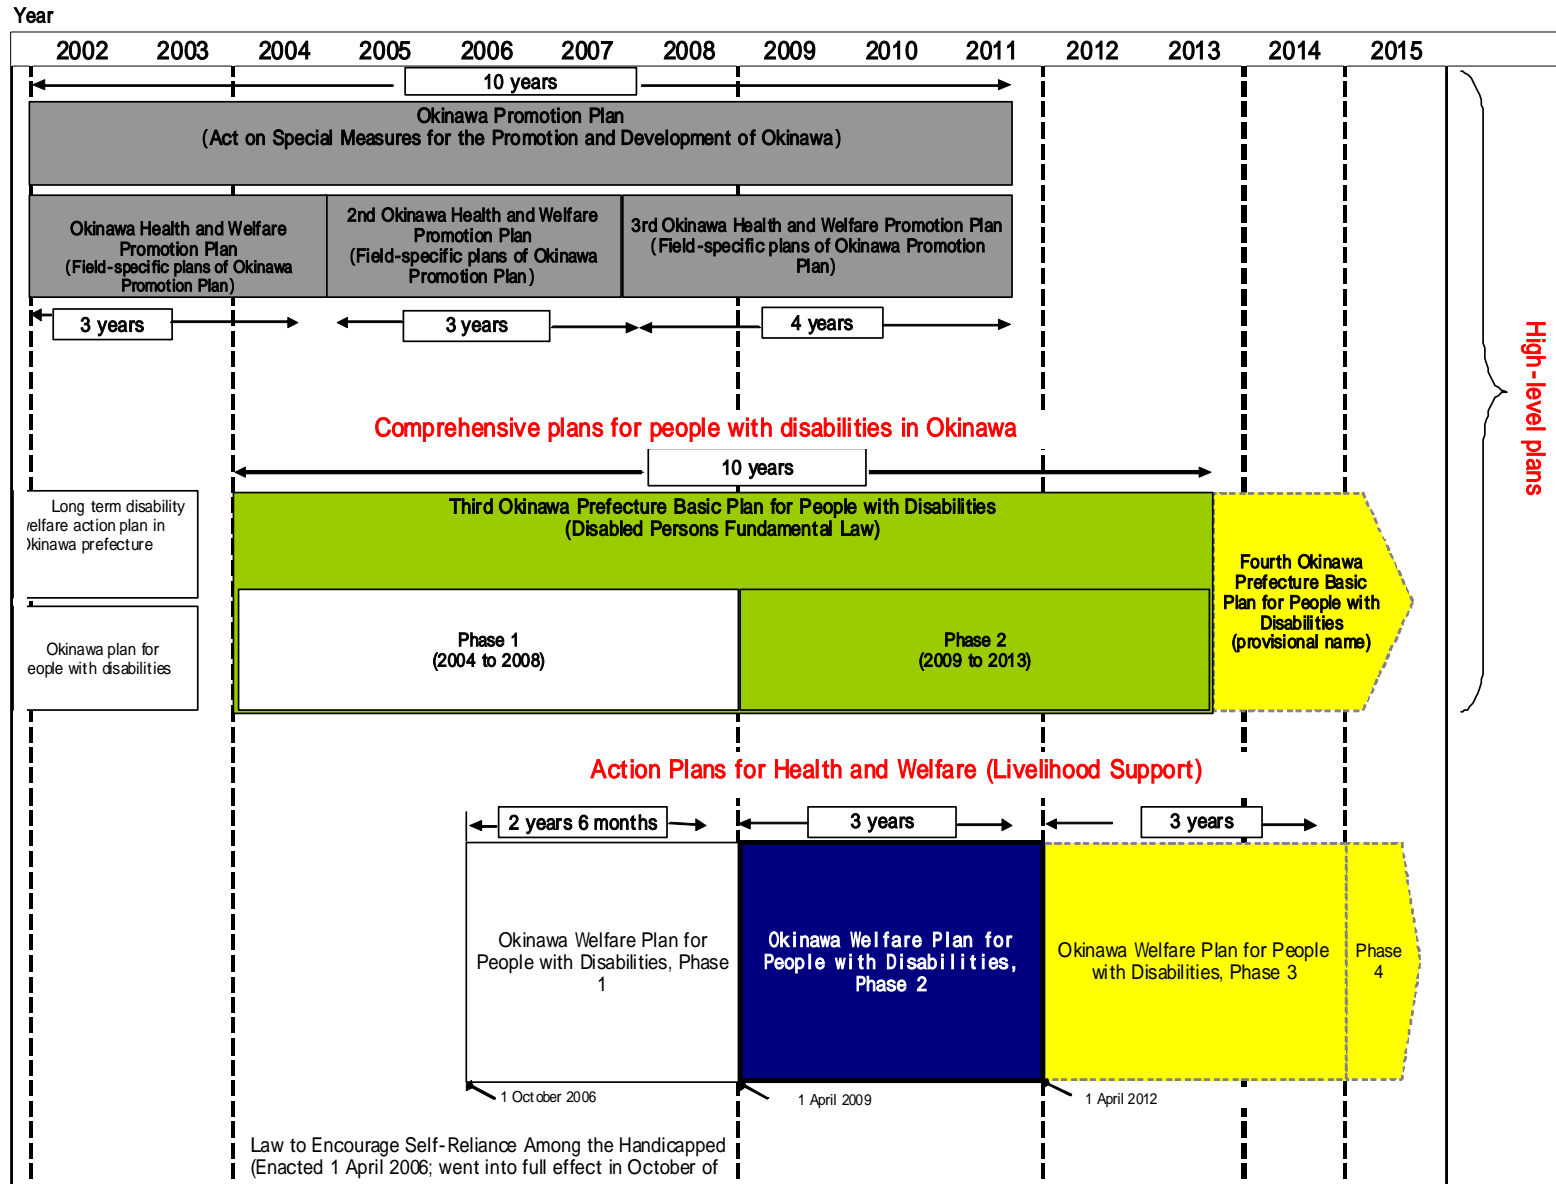 Year
2002 2003 2004 2005 2006 2007 2008 2009 2010 2011 2012 2013 2014 2015
10 years
Okinawa Promotion Plan
(Act on Special Measures for the Promotion and Development of Okinawa)
Okinawa Health and Welfare
Promotion Plan
(Field-specific plans of Okinawa
Promotion Plan)
2nd Okinawa Health and Welfare
Promotion Plan
(Field-specific plans of Okinawa
Promotion Plan)
3rd Okinawa Health and Welfare Promotion Plan
(Field-specific plans of Okinawa Promotion
Plan)
3 years
3 years
4 years
High-level plans
Comprehensive plans for people with disabilities in Okinawa
10 years
Long term disability
welfare action plan in
Okinawa prefecture
Okinawa plan for
people with disabilities
Third Okinawa Prefecture Basic Plan for People with Disabilities
(Disabled Persons Fundamental Law)
Phase 1
(2004 to 2008)
Phase 2
(2009 to 2013)
Fourth Okinawa
Prefecture Basic
Plan for People with
Disabilities
(provisional name)
Action Plans for Health and Welfare (Livelihood Support)
2 years 6 months
3 years
3 years
Okinawa Welfare Plan for
People with Disabilities, Phase
1
Okinawa Welfare Plan for
People with Disabilities,
Phase 2
Okinawa Welfare Plan for People
with Disabilities, Phase 3
Phase
4
1 October 2006
1 April 2009
1 April 2012
Law to Encourage Self-Reliance Among the Handicapped
(Enacted 1 April 2006; went into full effect in October of